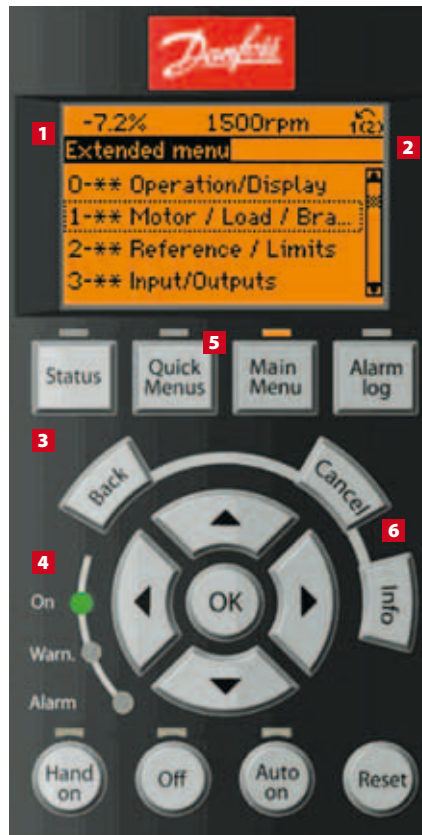 Danfoss
-7.2% 1500rpm 1(2)
1
Extended menu
2
0-** Operation/Display
1-** Motor / Load / Bra...
2-** Reference / Limits
3-** Input/Outputs
5
Status
Quick
Menus
Main
Menu
Alarm
log
3
Back
Cancel
6
4
On
OK
Info
Warn.
Alarm
Hand
on
Off
Auto
on
Reset